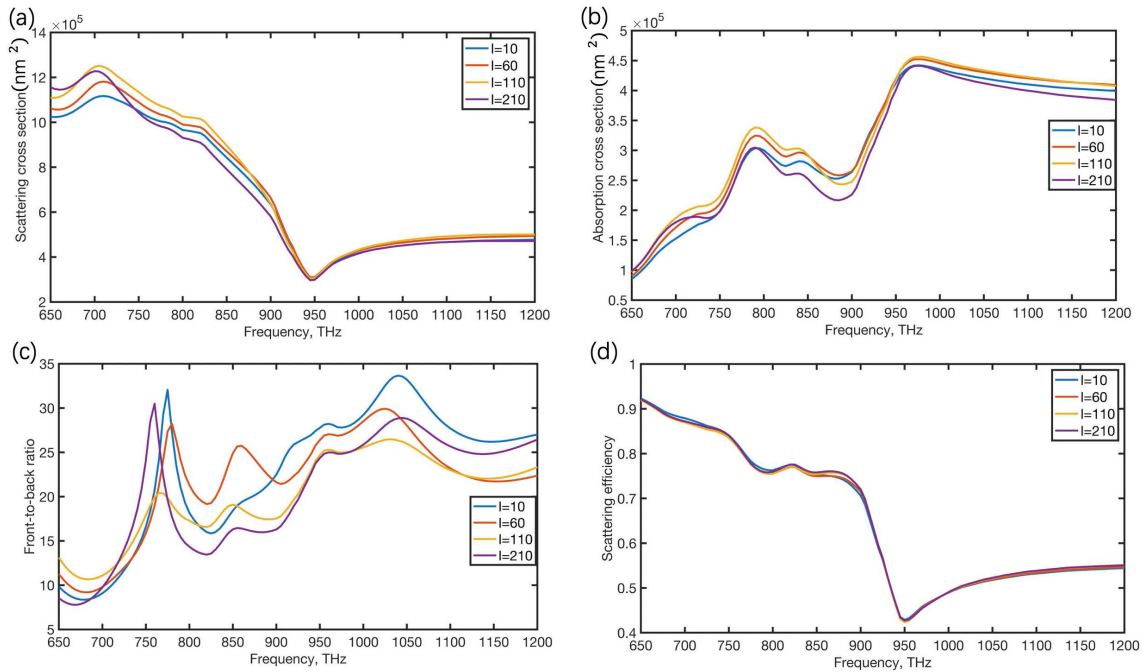 (a)
×10⁵
14
12
10
8
6
4
2
Scattering cross section(nm ²)
650 700 750 800 850 900 950 1000 1050 1100 1150 1200
Frequency, THz
l=10
l=60
l=110
l=210
(b)
×10⁵
5
4.5
4
3.5
3
2.5
2
1.5
1
0.5
Absorption cross section(nm ²)
650 700 750 800 850 900 950 1000 1050 1100 1150 1200
Frequency, THz
l=10
l=60
l=110
l=210
(c)
35
30
25
20
15
10
5
Front-to-back ratio
650 700 750 800 850 900 950 1000 1050 1100 1150 1200
Frequency, THz
l=10
l=60
l=110
l=210
(d)
1
0.9
0.8
0.7
0.6
0.5
0.4
Scattering efficiency
650 700 750 800 850 900 950 1000 1050 1100 1150 1200
Frequency, THz
l=10
l=60
l=110
l=210